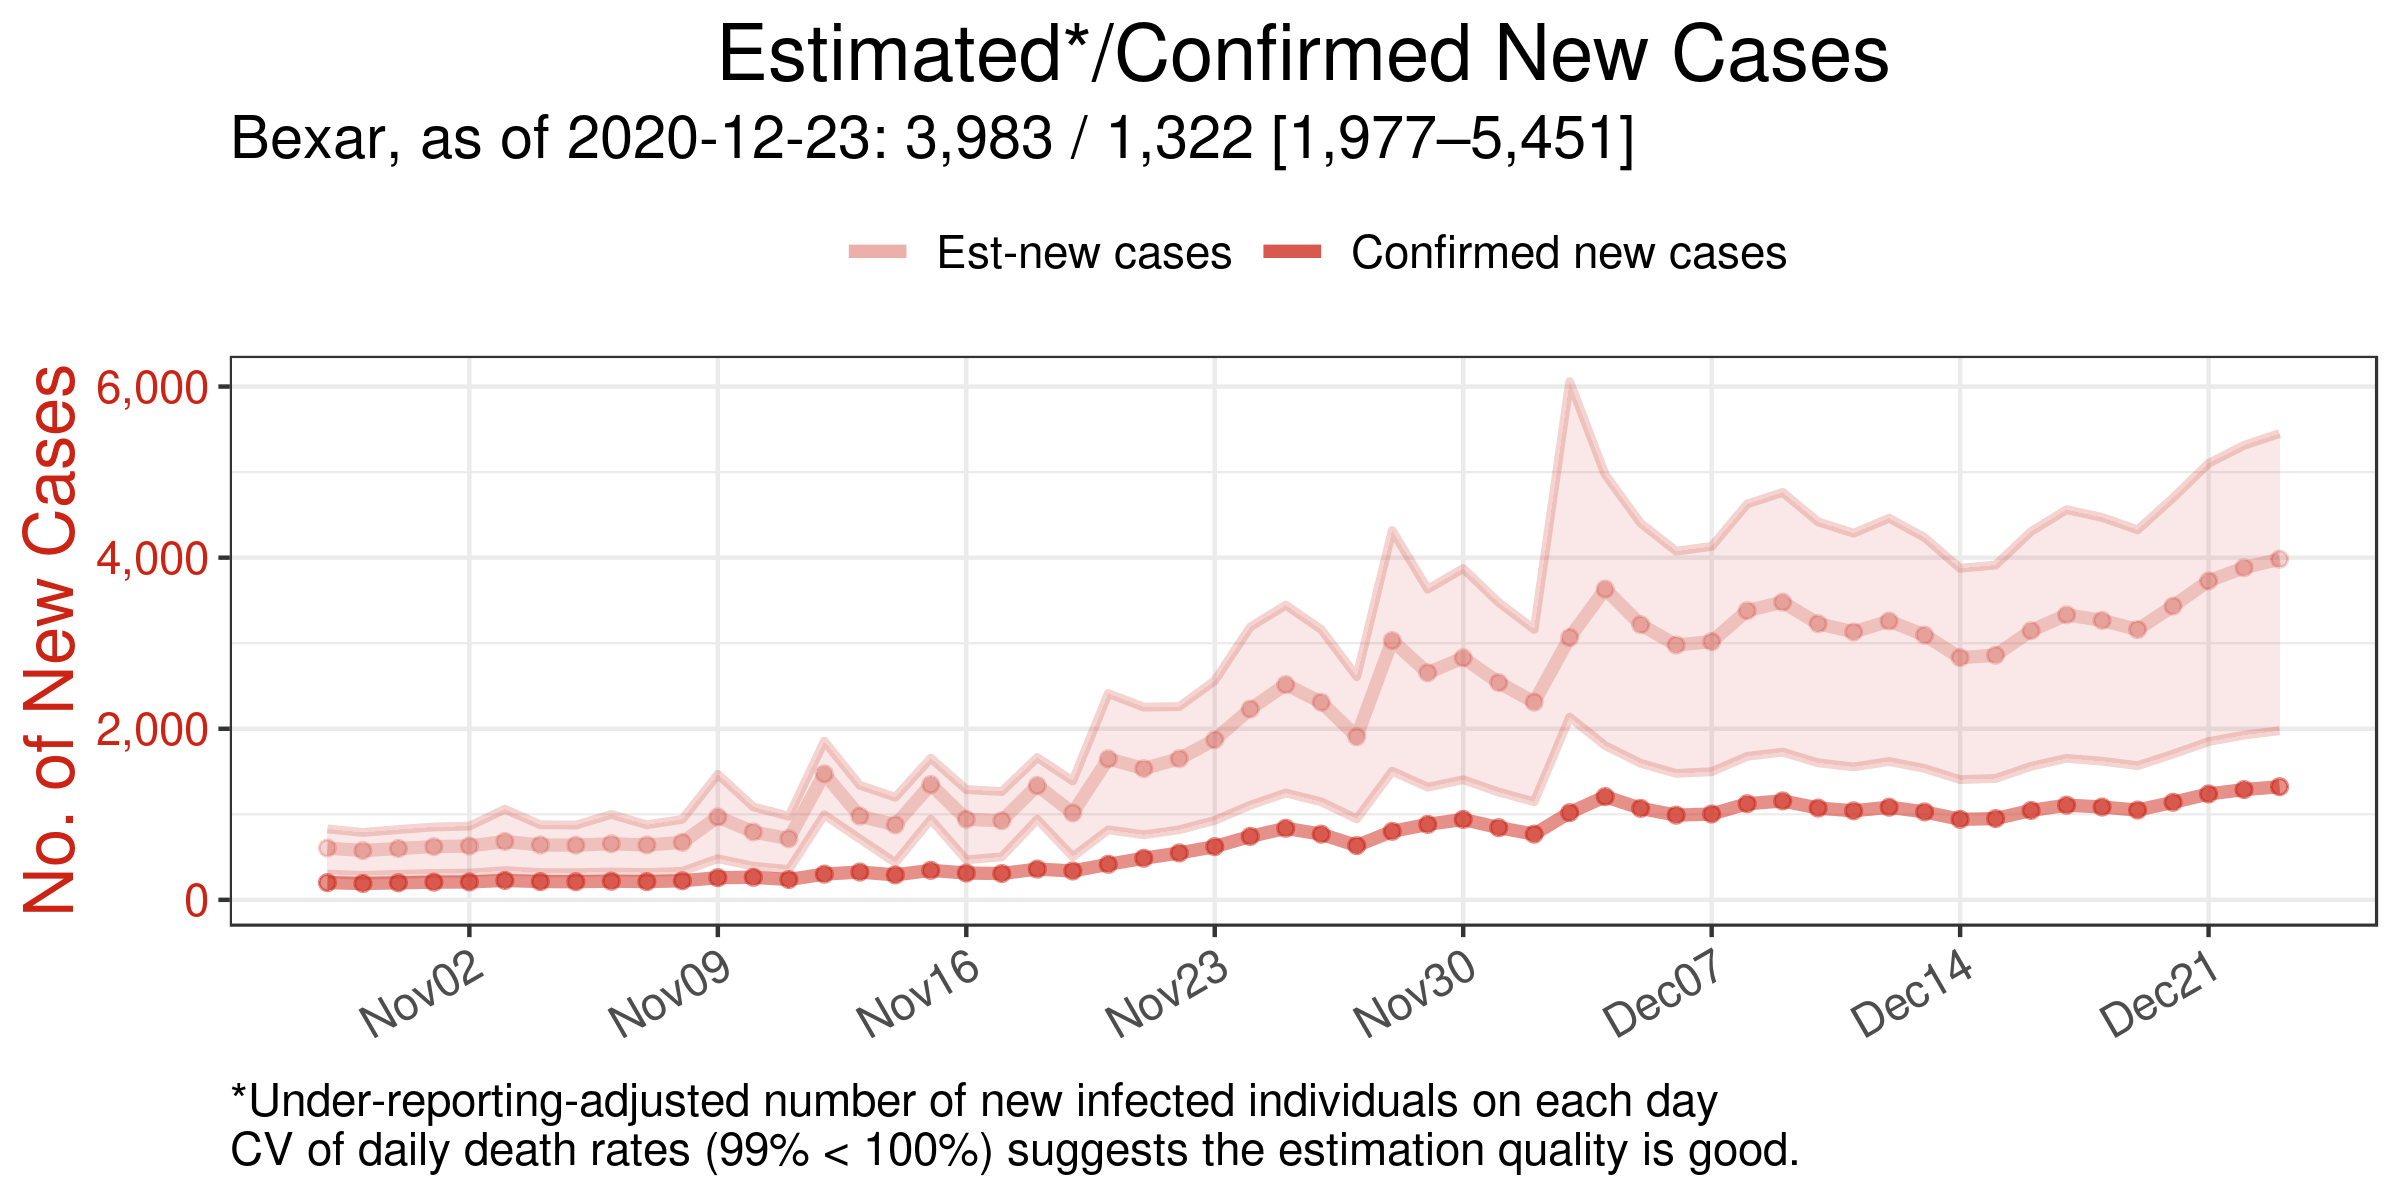 Estimated*/Confirmed New Cases
Bexar, as of 2020-12-23: 3,983 / 1,322 [1,977–5,451]
Est-new cases
Confirmed new cases
No. of New Cases
6,000
4,000
2,000
0
Nov02
Nov09
Nov16
Nov23
Nov30
Dec07
Dec14
Dec21
*Under-reporting-adjusted number of new infected individuals on each day
CV of daily death rates (99% < 100%) suggests the estimation quality is good.